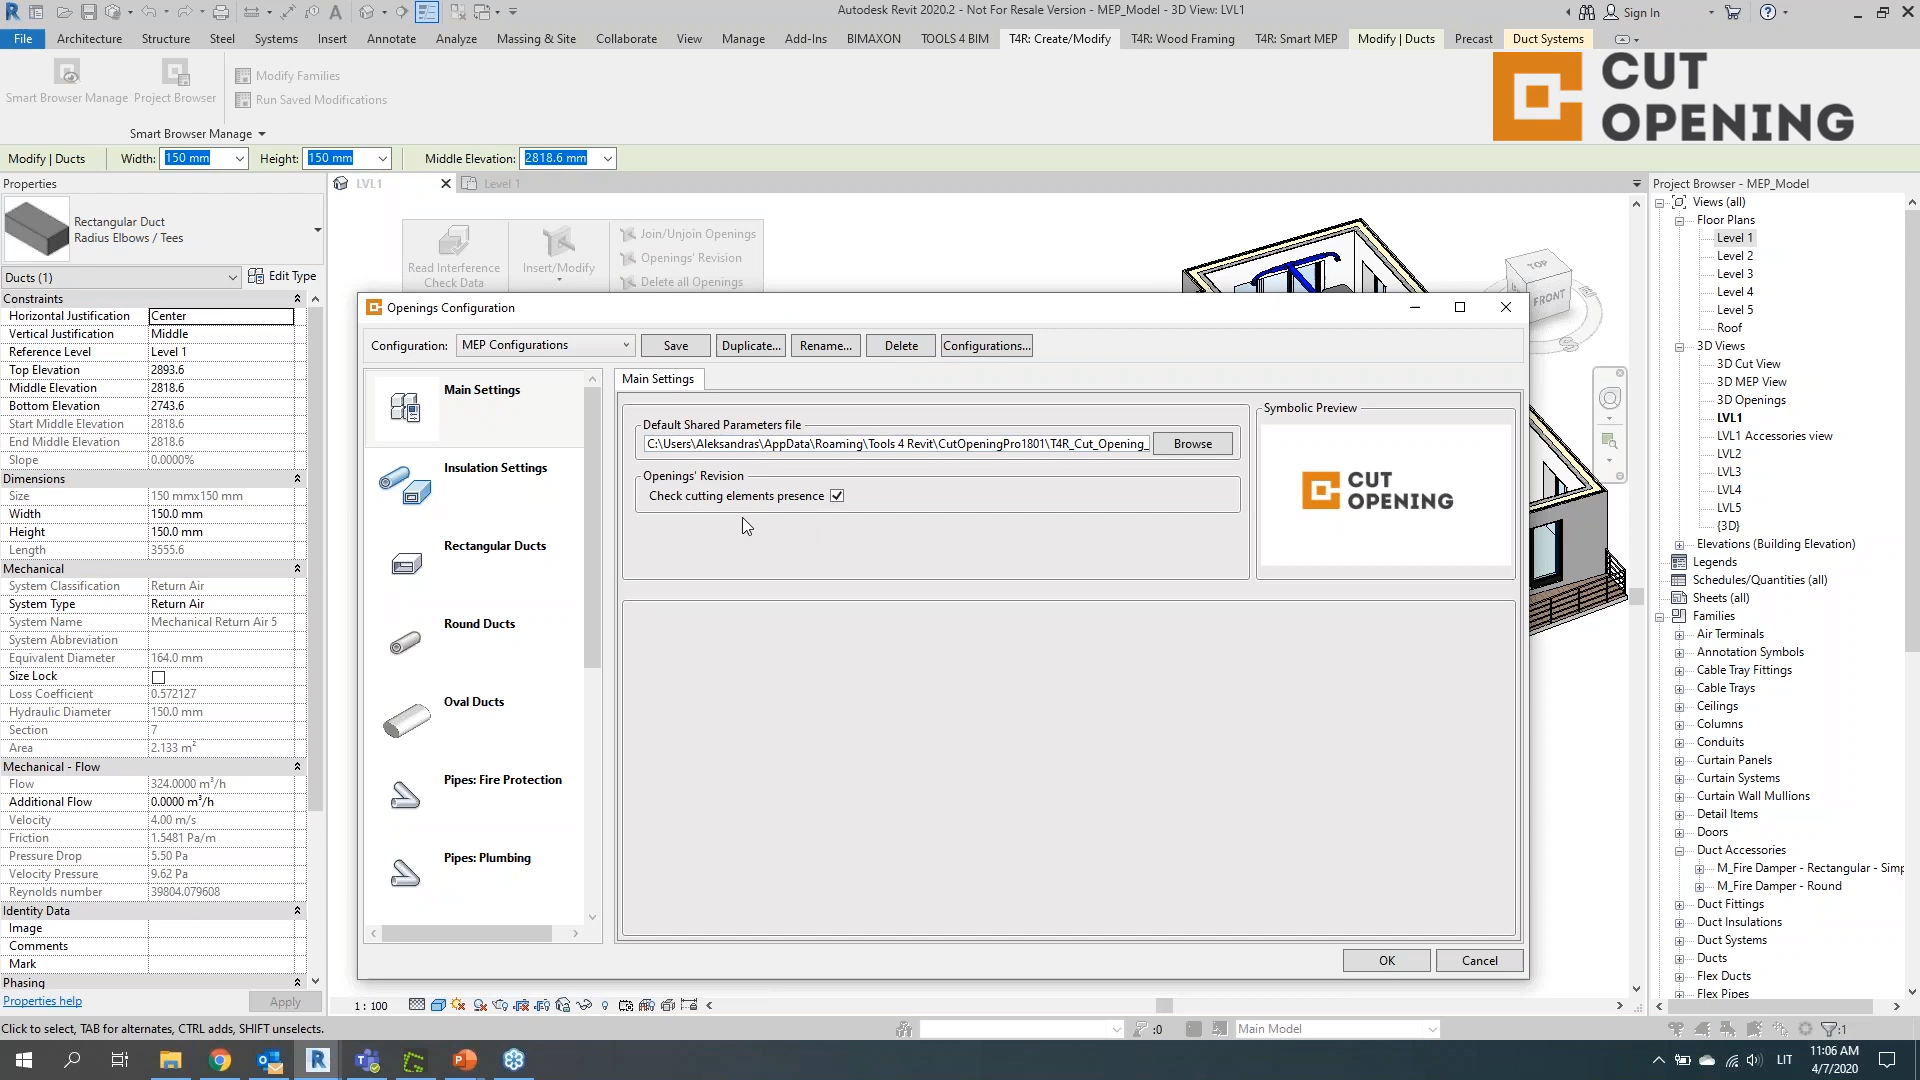 Autodesk Revit 2020.2 - Not For Resale Version - MEP_Model - 3D View: LVL1
Sign In
File Architecture Structure Steel Systems Insert Annotate Analyze Massing & Site Collaborate View Manage Add-Ins BIMAXON TOOLS 4 BIM T4R: Create/Modify T4R: Wood Framing T4R: Smart MEP Modify | Ducts Precast Duct Systems
Smart Browser Manage
Project Browser
Modify Families
Run Saved Modifications
Smart Browser Manage
CUT
OPENING
Modify | Ducts Width: 150 mm Height: 150 mm Middle Elevation: 2818.6 mm
Properties
Rectangular Duct
Radius Elbows / Tees
Ducts (1) Edit Type
Constraints
Horizontal Justification Center
Vertical Justification Middle
Reference Level Level 1
Top Elevation 2893.6
Middle Elevation 2818.6
Bottom Elevation 2743.6
Start Middle Elevation 2818.6
End Middle Elevation 2818.6
Slope 0.0000%
Dimensions
Size 150 mmx150 mm
Width 150.0 mm
Height 150.0 mm
Length 3555.6
Mechanical
System Classification Return Air
System Type Return Air
System Name Mechanical Return Air 5
System Abbreviation
Equivalent Diameter 164.0 mm
Size Lock
Loss Coefficient 0.572127
Hydraulic Diameter 150.0 mm
Section 7
Area 2.133 m²
Mechanical - Flow
Flow 324.0000 m³/h
Additional Flow 0.0000 m³/h
Velocity 4.00 m/s
Friction 1.5481 Pa/m
Pressure Drop 5.50 Pa
Velocity Pressure 9.62 Pa
Reynolds number 39804.079608
Identity Data
Image
Comments
Mark
Phasing
Properties help Apply
LVL1 Level 1
Read Interference
Check Data
Insert/Modify
Join/Unjoin Openings
Openings' Revision
Delete all Openings
TOP
FRONT
Openings Configuration
Configuration: MEP Configurations Save Duplicate... Rename... Delete Configurations...
Main Settings
Insulation Settings
Rectangular Ducts
Round Ducts
Oval Ducts
Pipes: Fire Protection
Pipes: Plumbing
Main Settings
Default Shared Parameters file
C:\Users\Aleksandras\AppData\Roaming\Tools 4 Revit\CutOpeningPro1801\T4R_Cut_Opening_ Browse
Openings' Revision
Check cutting elements presence
Symbolic Preview
CUT
OPENING
OK Cancel
1 : 100
Project Browser - MEP_Model
Views (all)
Floor Plans
Level 1
Level 2
Level 3
Level 4
Level 5
Roof
3D Views
3D Cut View
3D MEP View
3D Openings
LVL1
LVL1 Accessories view
LVL2
LVL3
LVL4
LVL5
{3D}
Elevations (Building Elevation)
Legends
Schedules/Quantities (all)
Sheets (all)
Families
Air Terminals
Annotation Symbols
Cable Tray Fittings
Cable Trays
Ceilings
Columns
Conduits
Curtain Panels
Curtain Systems
Curtain Wall Mullions
Detail Items
Doors
Duct Accessories
M_Fire Damper - Rectangular - Simp
M_Fire Damper - Round
Duct Fittings
Duct Insulations
Duct Systems
Ducts
Flex Ducts
Flex Pipes
Click to select, TAB for alternates, CTRL adds, SHIFT unselects.
:0 Main Model :1
LIT
11:06 AM
4/7/2020